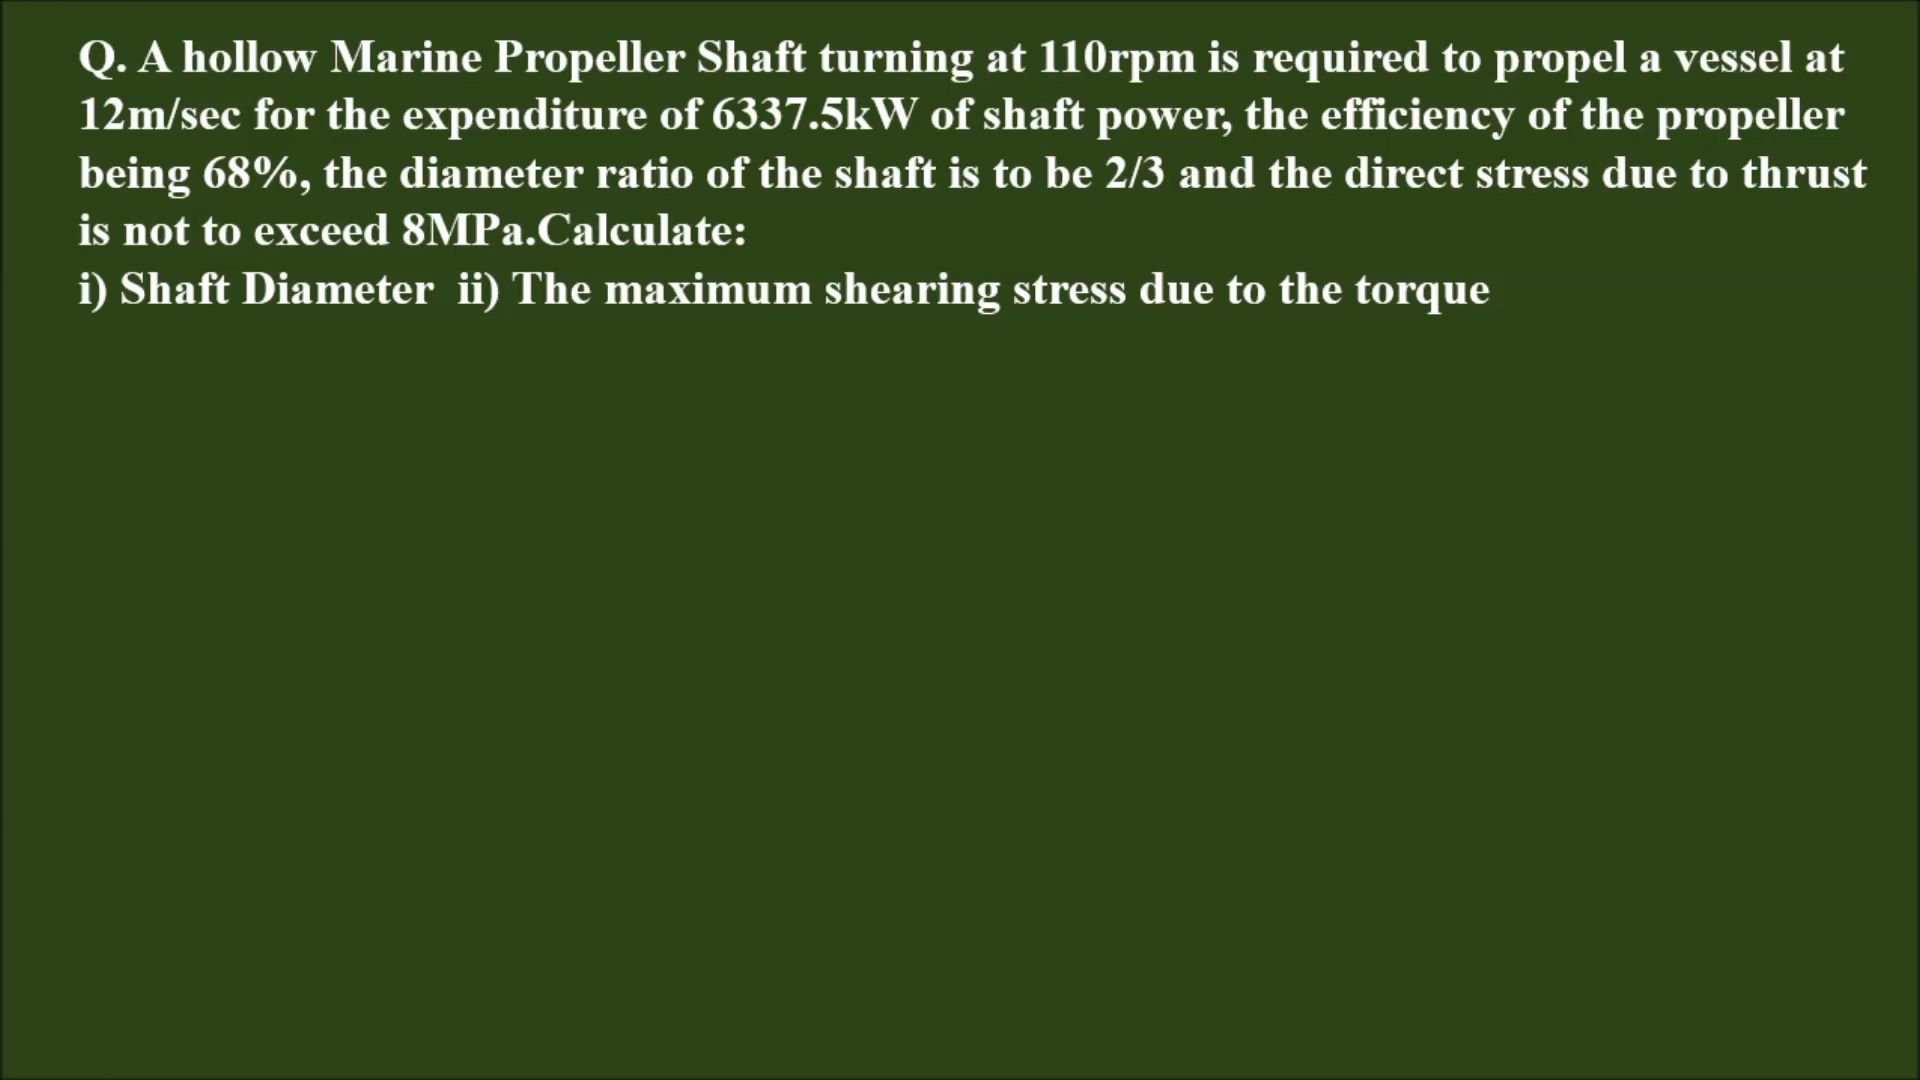 Q. A hollow Marine Propeller Shaft turning at 110rpm is required to propel a vessel at
12m/sec for the expenditure of 6337.5kW of shaft power, the efficiency of the propeller
being 68%, the diameter ratio of the shaft is to be 2/3 and the direct stress due to thrust
is not to exceed 8MPa.Calculate:
i) Shaft Diameter  ii) The maximum shearing stress due to the torque